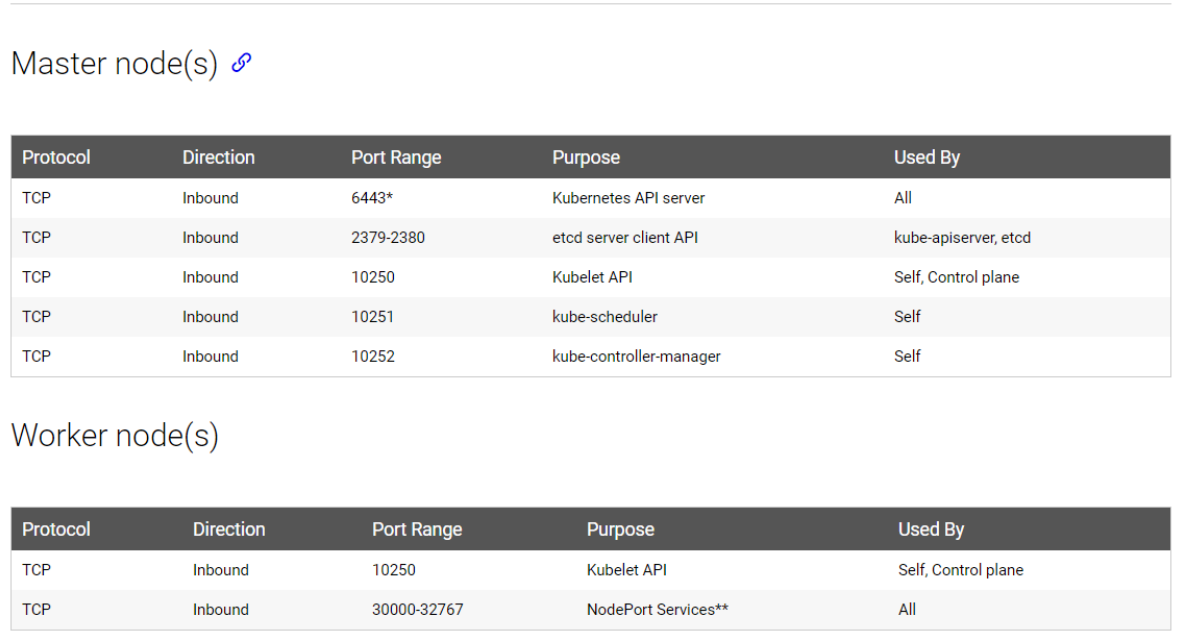 Master node(s)
Protocol Direction Port Range Purpose Used By
TCP Inbound 6443* Kubernetes API server All
TCP Inbound 2379-2380 etcd server client API kube-apiserver, etcd
TCP Inbound 10250 Kubelet API Self, Control plane
TCP Inbound 10251 kube-scheduler Self
TCP Inbound 10252 kube-controller-manager Self
Worker node(s)
Protocol Direction Port Range Purpose Used By
TCP Inbound 10250 Kubelet API Self, Control plane
TCP Inbound 30000-32767 NodePort Services** All